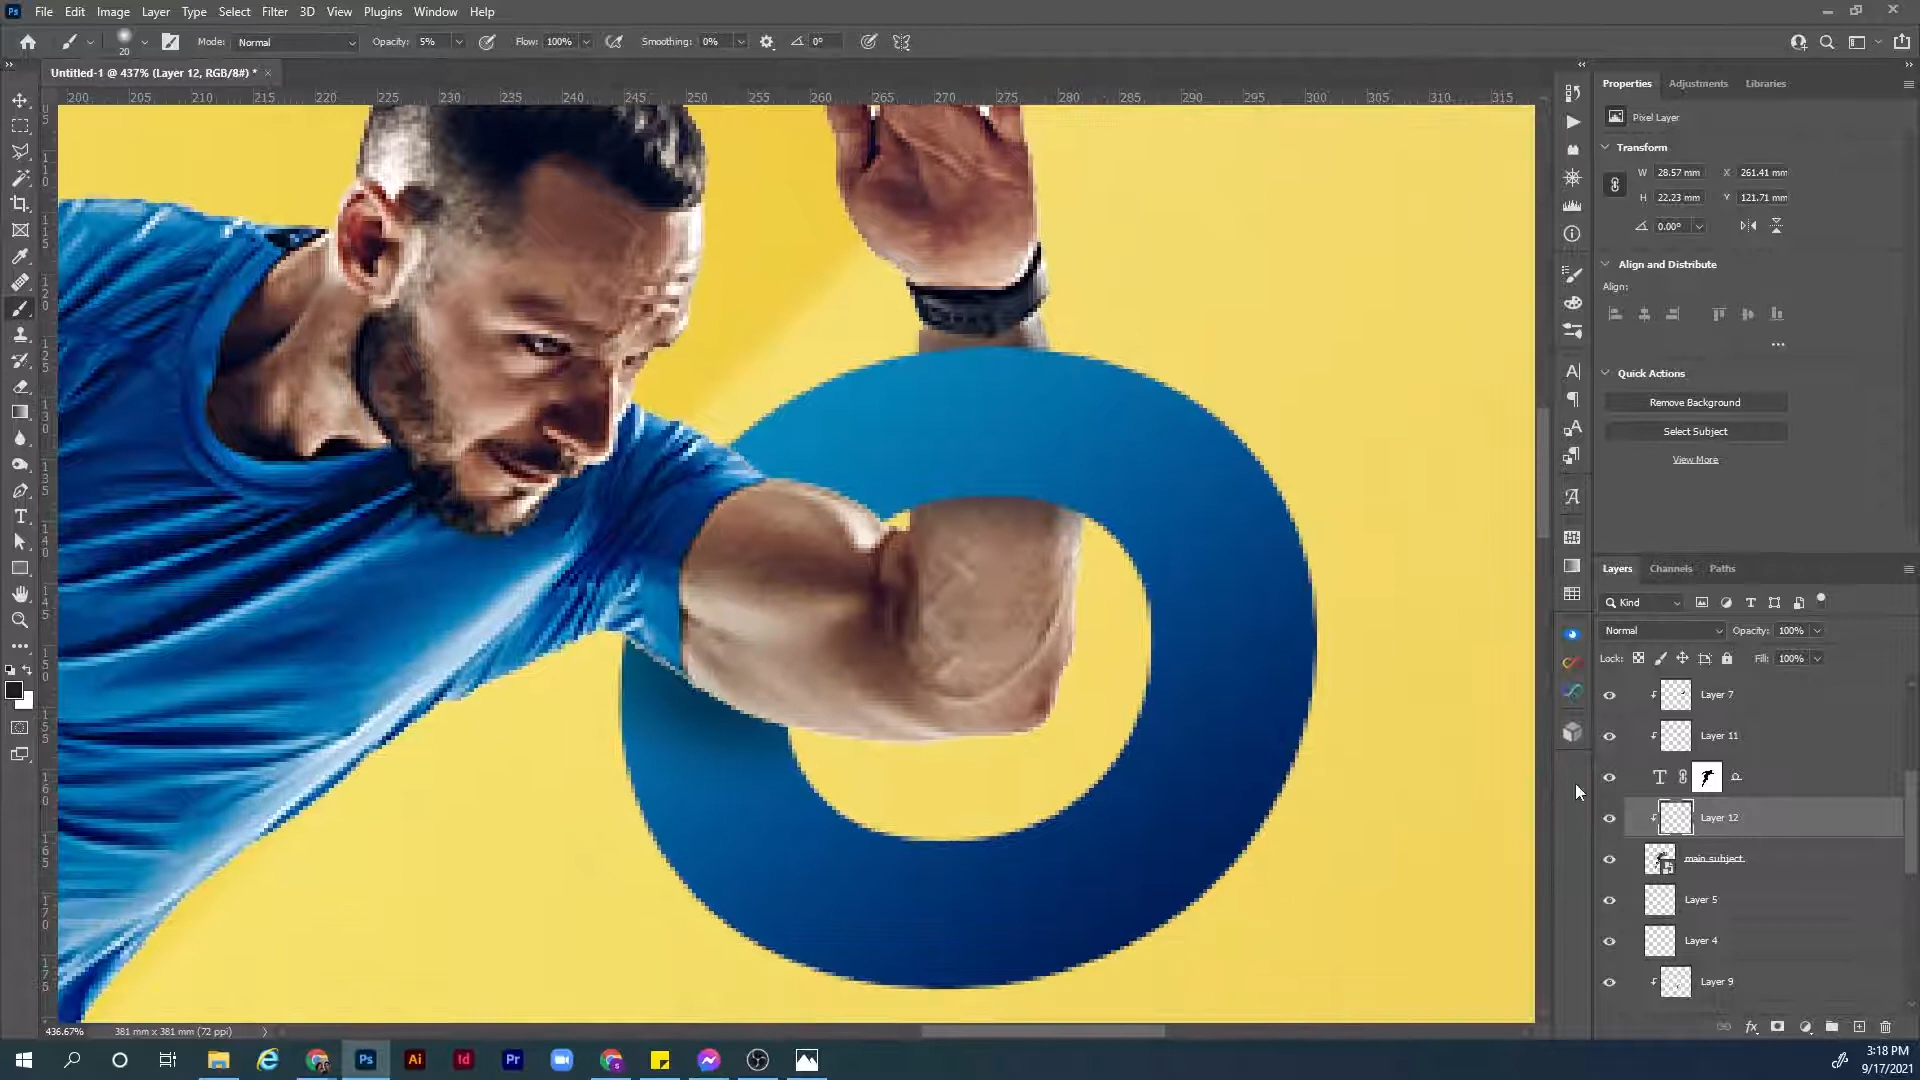 Ps File Edit Image Layer Type Select Filter 3D View Plugins Window Help
20 Mode: Normal Opacity: 5% Flow: 100% Smoothing: 0% 0°
Untitled-1 @ 437% (Layer 12, RGB/8#) * ×
200 205 210 215 220 225 230 235 240 245 250 255 260 265 270 275 280 285 290 295 300 305 310 315
Properties Adjustments Libraries
Pixel Layer
Transform
W 28.57 mm X 261.41 mm
H 22.23 mm Y 121.71 mm
0.00°
Align and Distribute
Align:
Quick Actions
Remove Background
Select Subject
View More
Layers Channels Paths
Kind
Normal Opacity: 100%
Lock: Fill: 100%
Layer 7
Layer 11
Layer 12
main subject
Layer 5
Layer 4
Layer 9
436.67% 381 mm x 381 mm (72 ppi)
Ps Ai Id Pr
3:18 PM
9/17/2021